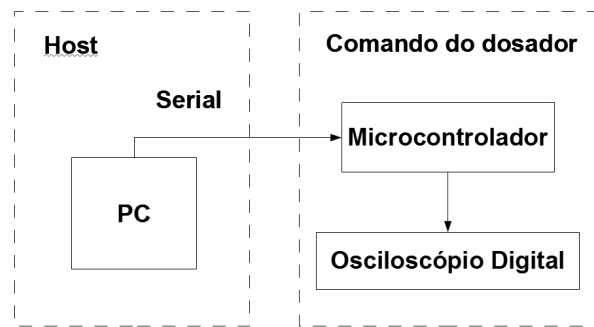 Host
Comando do dosador
Serial
Microcontrolador
PC
Osciloscópio Digital